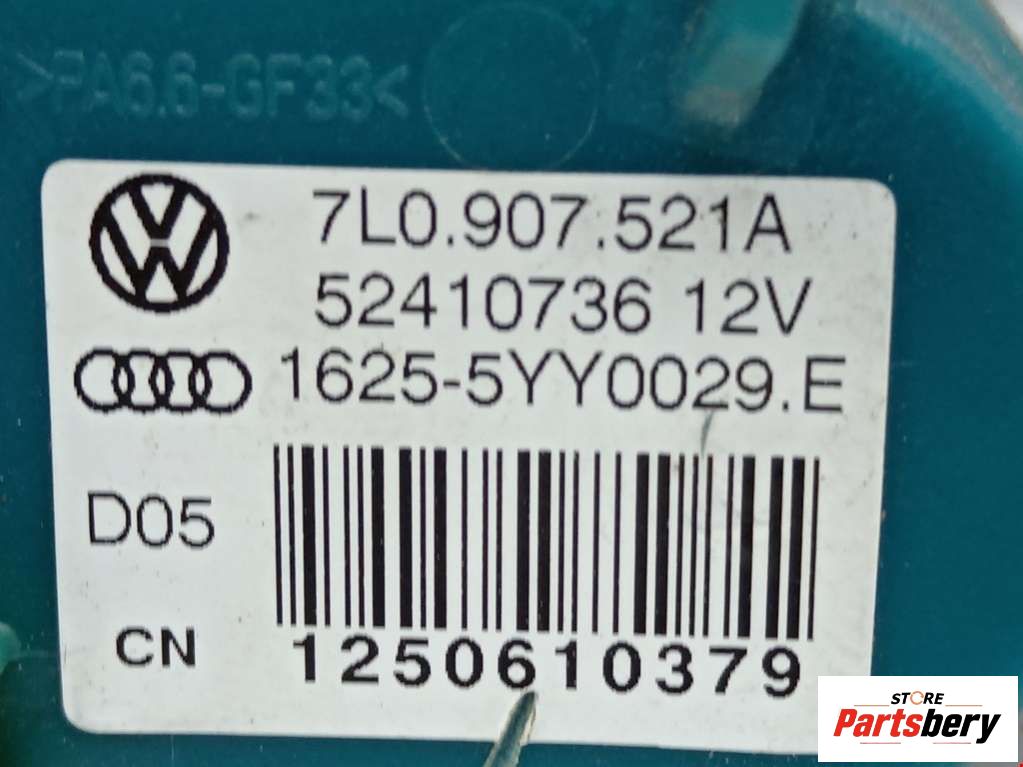 >PA6.6-GF33<
7L0.907.521A
52410736 12V
1625-5YY0029.E
D05
CN
1250610379
STORE
Partsbery